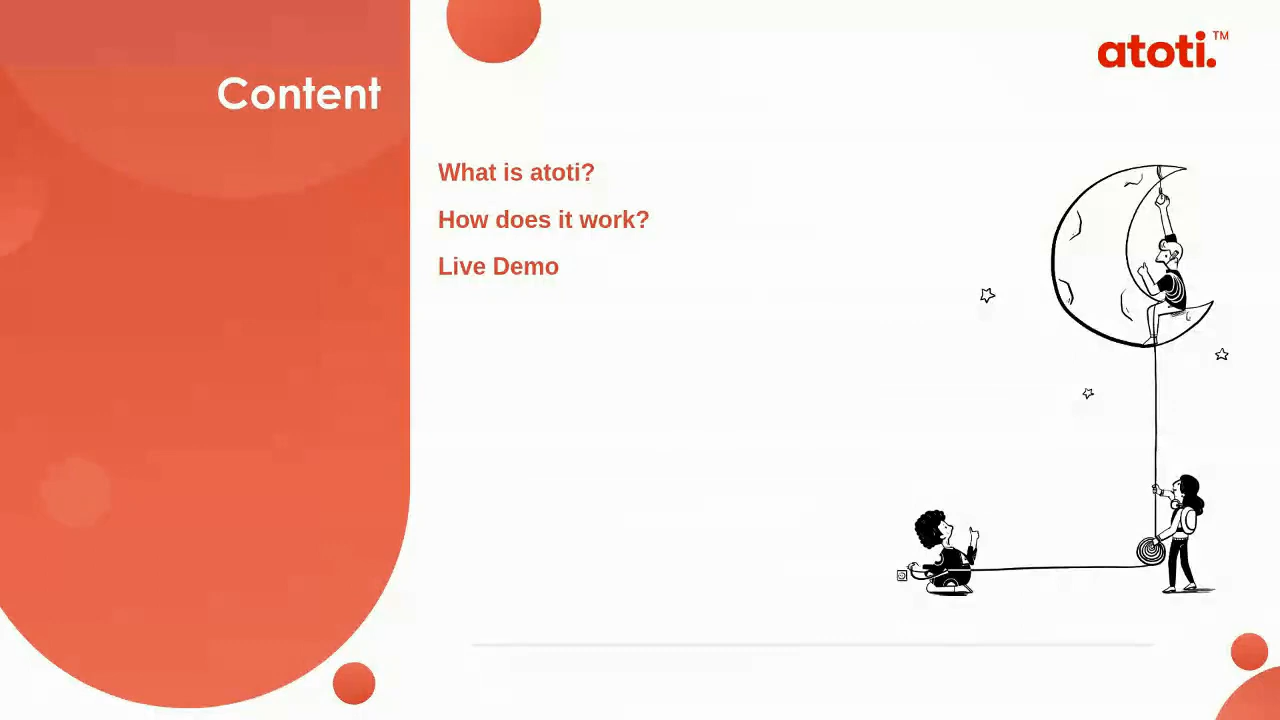 atoti.™
Content
What is atoti?
How does it work?
Live Demo